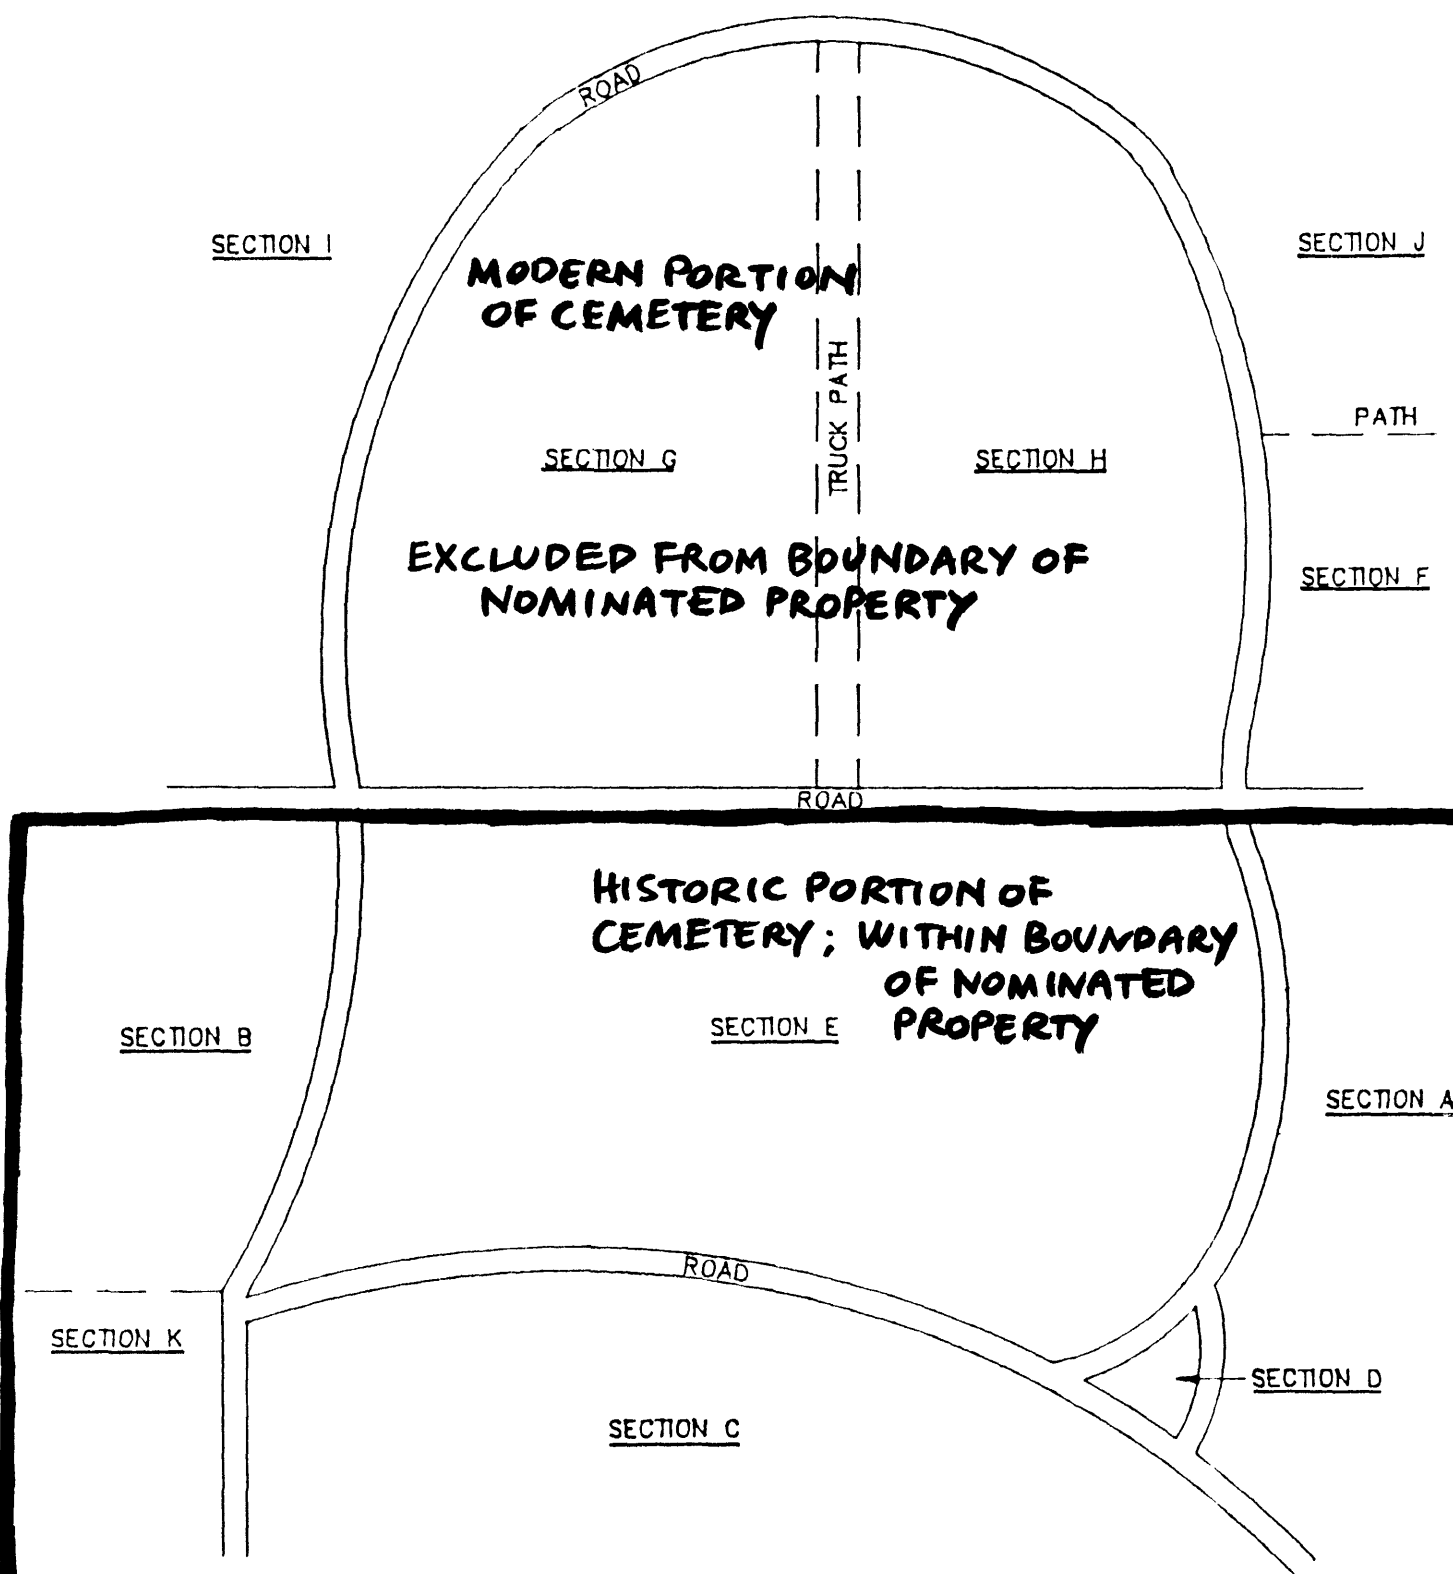 ROAD
SECTION I
SECTION J
MODERN PORTION
OF CEMETERY
TRUCK PATH
PATH
SECTION G
SECTION H
EXCLUDED FROM BOUNDARY OF
NOMINATED PROPERTY
SECTION F
ROAD
HISTORIC PORTION OF
CEMETERY; WITHIN BOUNDARY
OF NOMINATED
PROPERTY
SECTION B
SECTION E
SECTION A
ROAD
SECTION K
SECTION D
SECTION C